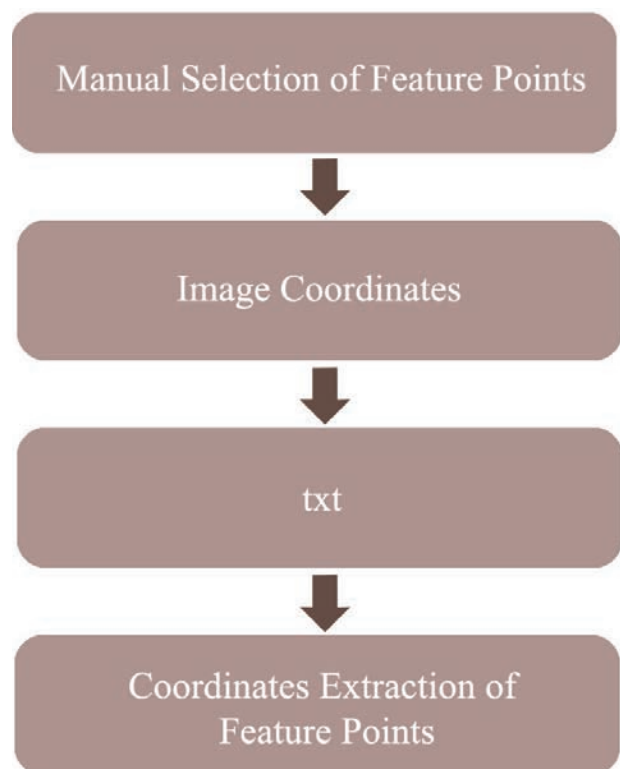 Manual Selection of Feature Points
Image Coordinates
txt
Coordinates Extraction of
Feature Points